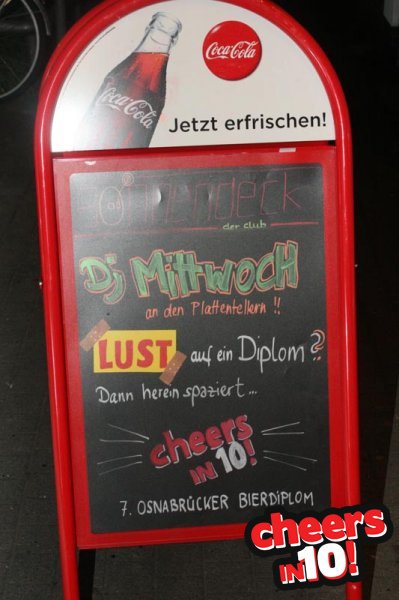 Coca-Cola
Coca-Cola
Jetzt erfrischen!
der club
Dj MittwocH
an den Plattentellern !!
LUST auf ein Diplom?
Dann herein spaziert...
cheers
IN 10!
7. OSNABRÜCKER BIERDIPLOM
cheers
IN 10!